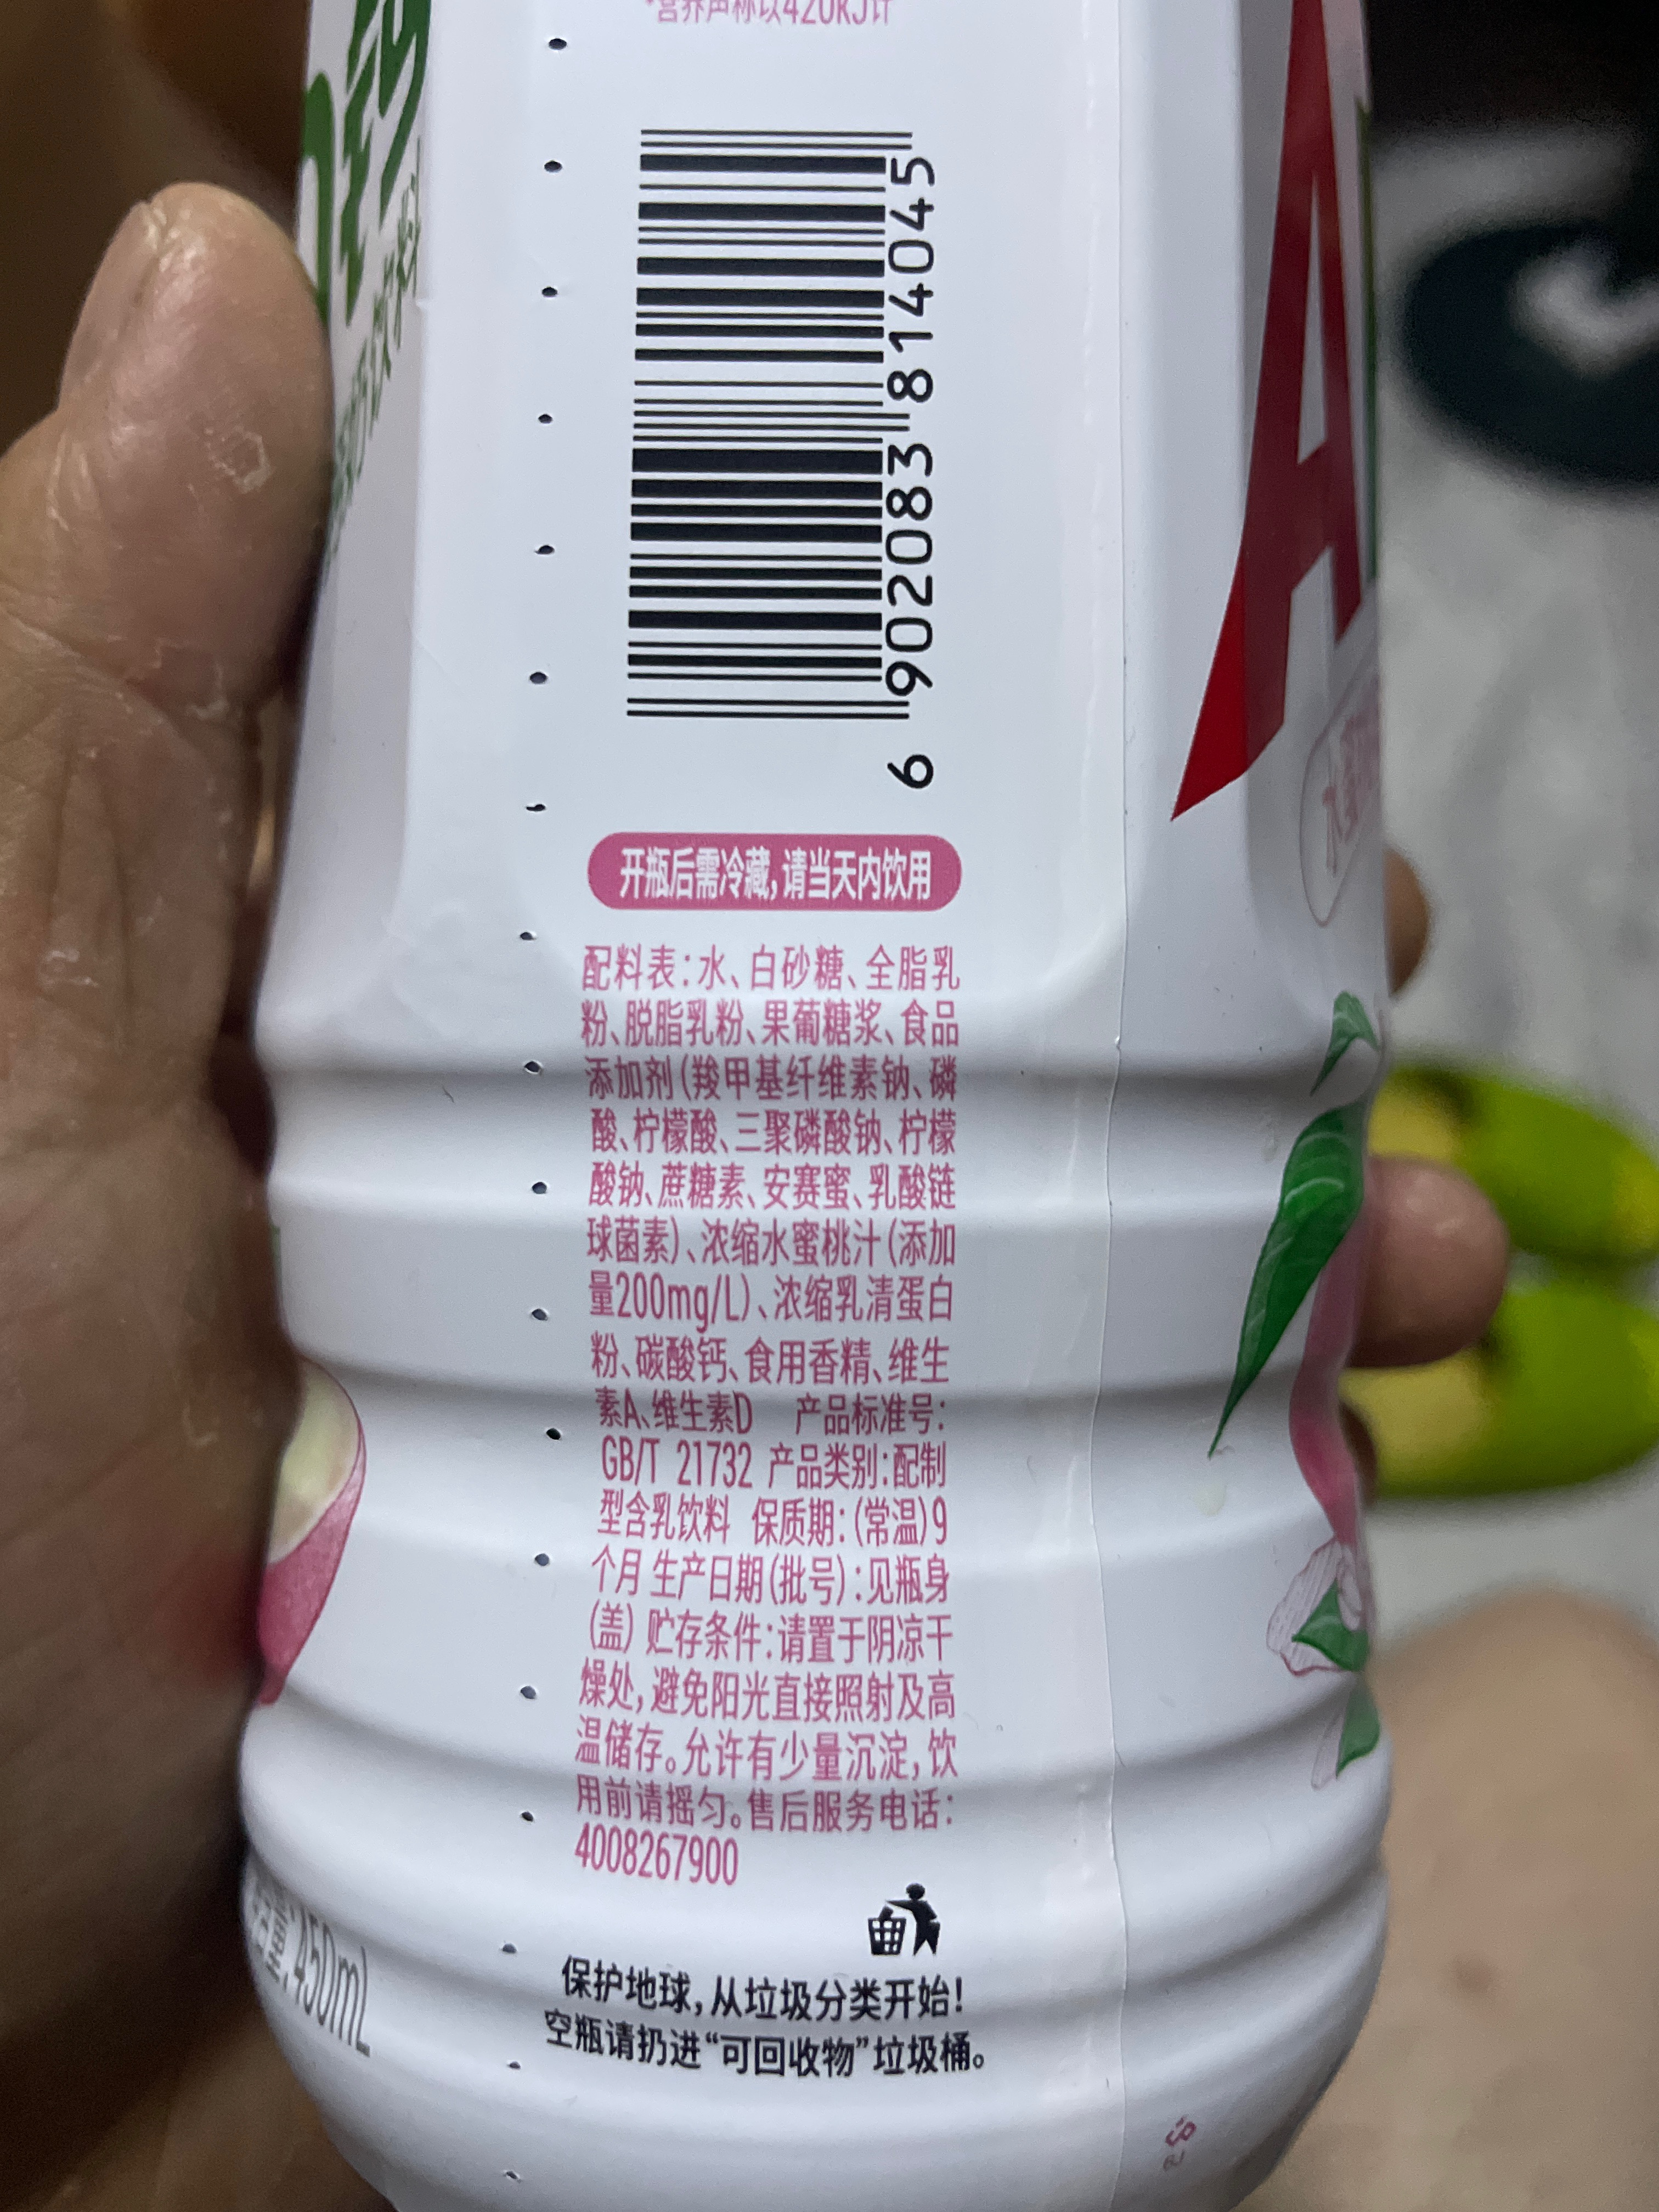 *营养声称以420kJ计
钙
乳饮料
A
6 902083 814045
开瓶后需冷藏,请当天内饮用
配料表:水、白砂糖、全脂乳
粉、脱脂乳粉、果葡糖浆、食品
添加剂(羧甲基纤维素钠、磷
酸、柠檬酸、三聚磷酸钠、柠檬
酸钠、蔗糖素、安赛蜜、乳酸链
球菌素)、浓缩水蜜桃汁(添加
量200mg/L)、浓缩乳清蛋白
粉、碳酸钙、食用香精、维生
素A、维生素D 产品标准号:
GB/T 21732 产品类别:配制
型含乳饮料 保质期:(常温)9
个月 生产日期(批号):见瓶身
(盖) 贮存条件:请置于阴凉干
燥处,避免阳光直接照射及高
温储存。允许有少量沉淀,饮
用前请摇匀。售后服务电话:
4008267900
保护地球,从垃圾分类开始!
空瓶请扔进“可回收物”垃圾桶。
量:450mL
水蜜